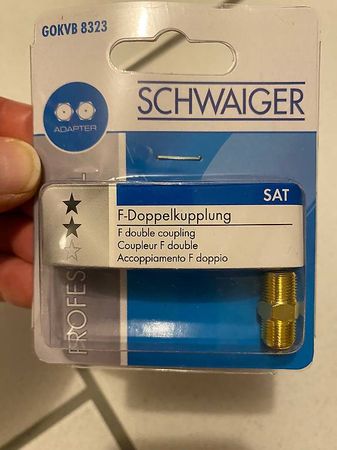 GOKVB 8323
SCHWAIGER
ADAPTER
SAT
F-Doppelkupplung
F double coupling
Coupleur F double
Accoppiamento F doppio